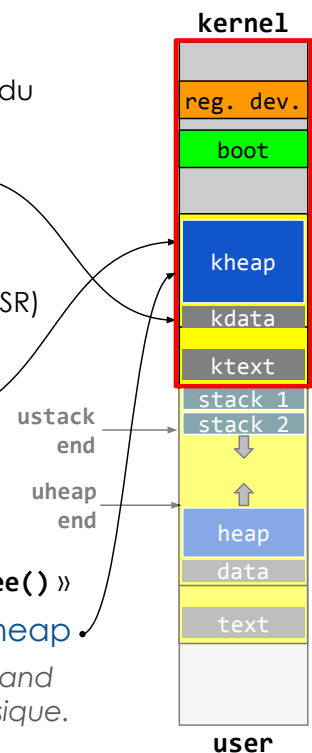 kernel
du
reg. dev.
boot
kheap
SR)
kdata
ktext
stack 1
ustack
end
stack 2
uheap
end
heap
ee() »
data
heap
text
and
sique.
user